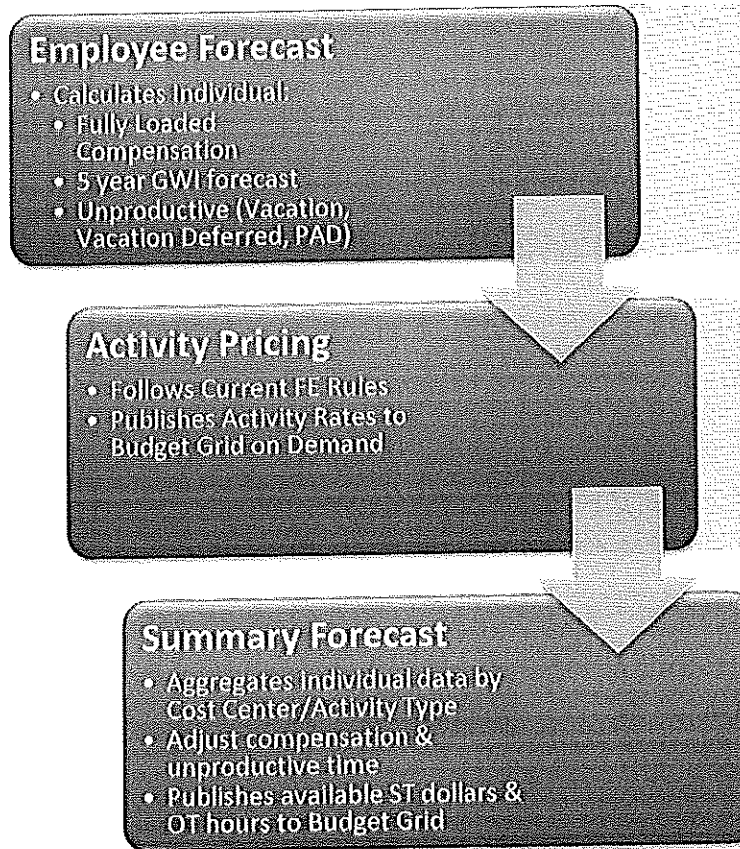 Employee Forecast
• Calculates Individual:
• Fully Loaded
Compensation
• 5 year GWI forecast
• Unproductive (Vacation,
Vacation Deferred, PAD)
Activity Pricing
• Follows Current FE Rules
• Publishes Activity Rates to
Budget Grid on Demand
Summary Forecast
• Aggregates individual data by
Cost Center/Activity Type
• Adjust compensation &
unproductive time
• Publishes available ST dollars &
OT hours to Budget Grid